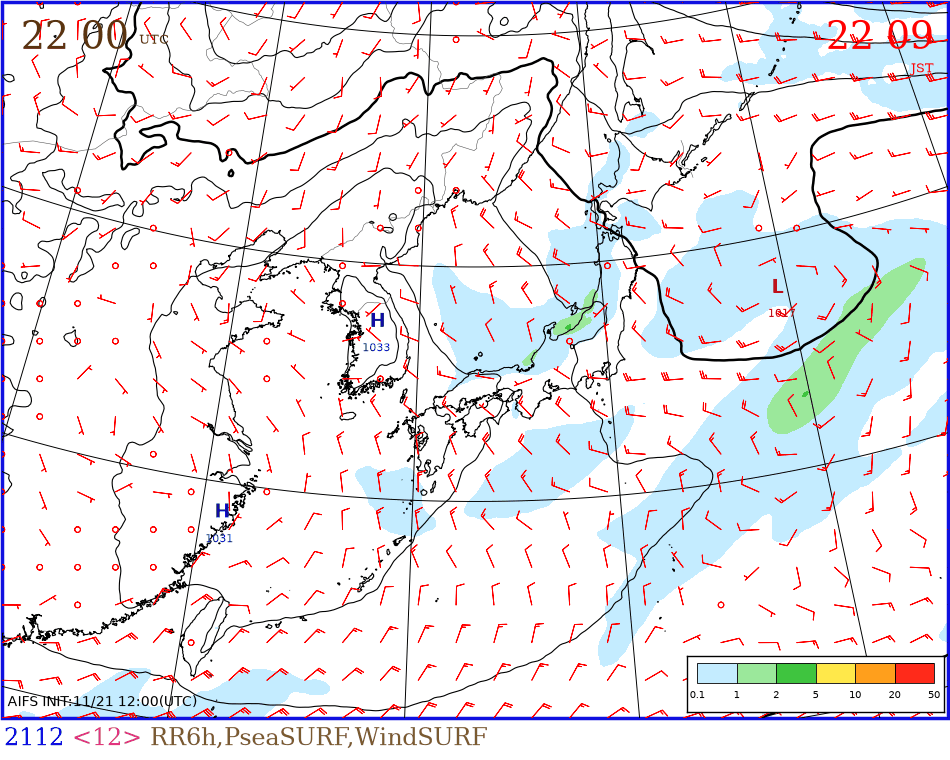 22 00 UTC
22 09
JST
L
1017
H
1033
H
1031
0.1 1 2 5 10 20 50
AIFS INIT:11/21 12:00(UTC)
2112 <12> RR6h,PseaSURF,WindSURF